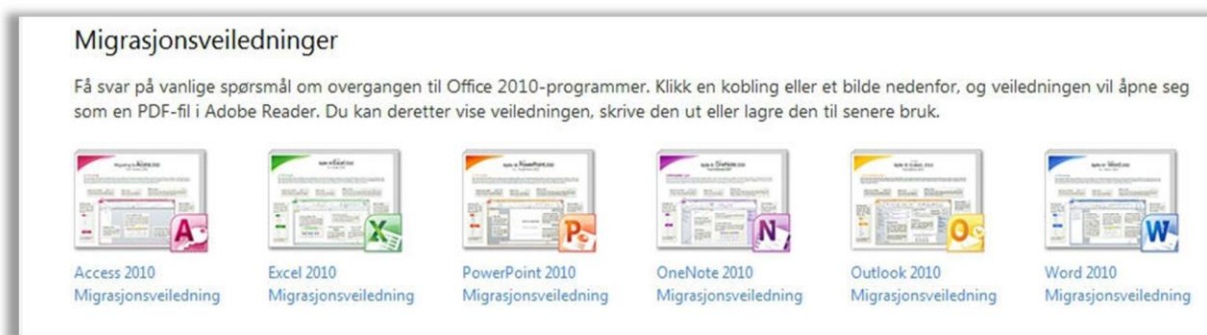 Migrasjonsveiledninger
Få svar på vanlige spørsmål om overgangen til Office 2010-programmer. Klikk en kobling eller et bilde nedenfor, og veiledningen vil åpne seg
som en PDF-fil i Adobe Reader. Du kan deretter vise veiledningen, skrive den ut eller lagre den til senere bruk.
Access 2010
Migrasjonsveiledning
Excel 2010
Migrasjonsveiledning
PowerPoint 2010
Migrasjonsveiledning
OneNote 2010
Migrasjonsveiledning
Outlook 2010
Migrasjonsveiledning
Word 2010
Migrasjonsveiledning